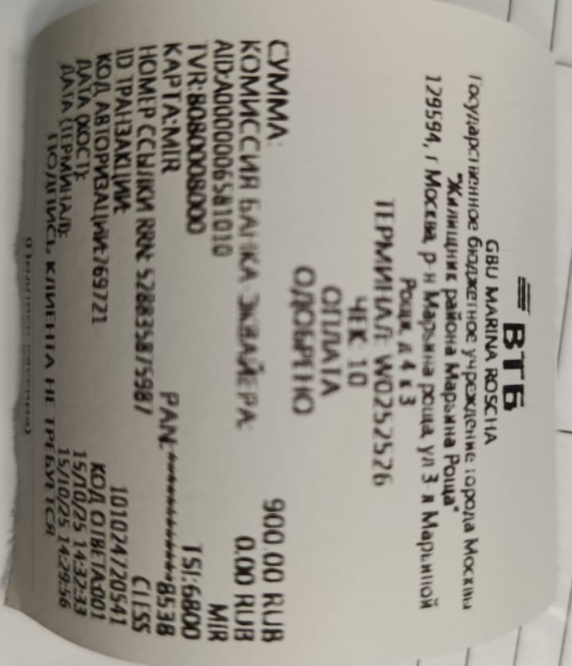 ВТБ
GBU MARINA ROSCHA
Государственное бюджетное учреждение города Москвы
"Жилищник района Марьина Роща"
129594, г Москва, р-н Марьина роща, ул 3-я Марьиной
Рощи, д 4 к 3
ТЕРМИНАЛ: W0252526
ЧЕК: 10
ОПЛАТА
ОДОБРЕНО
СУММА: 900.00 RUB
КОМИССИЯ БАНКА-ЭКВАЙЕРА: 0.00 RUB
AID:A0000006581010 MIR
TVR:8080008000 TSI:6800
КАРТА:MIR PAN:************8538
CLESS
НОМЕР ССЫЛКИ RRN: 528835875987
ID ТРАНЗАКЦИИ: 101024720541
КОД АВТОРИЗАЦИИ:769721 КОД ОТВЕТА:001
ДАТА (ХОСТ): 15/10/25 14:32:33
ДАТА (ТЕРМИНАЛ): 15/10/25 14:29:56
ПОДПИСЬ КЛИЕНТА НЕ ТРЕБУЕТСЯ
(Подпись кассира)